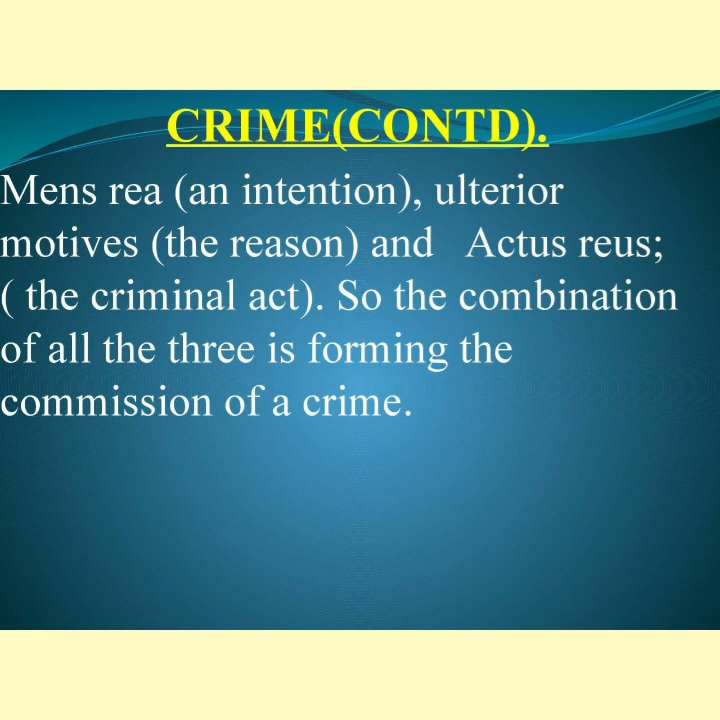 CRIME(CONTD).
Mens rea (an intention), ulterior
motives (the reason) and   Actus reus;
( the criminal act). So the combination
of all the three is forming the
commission of a crime.